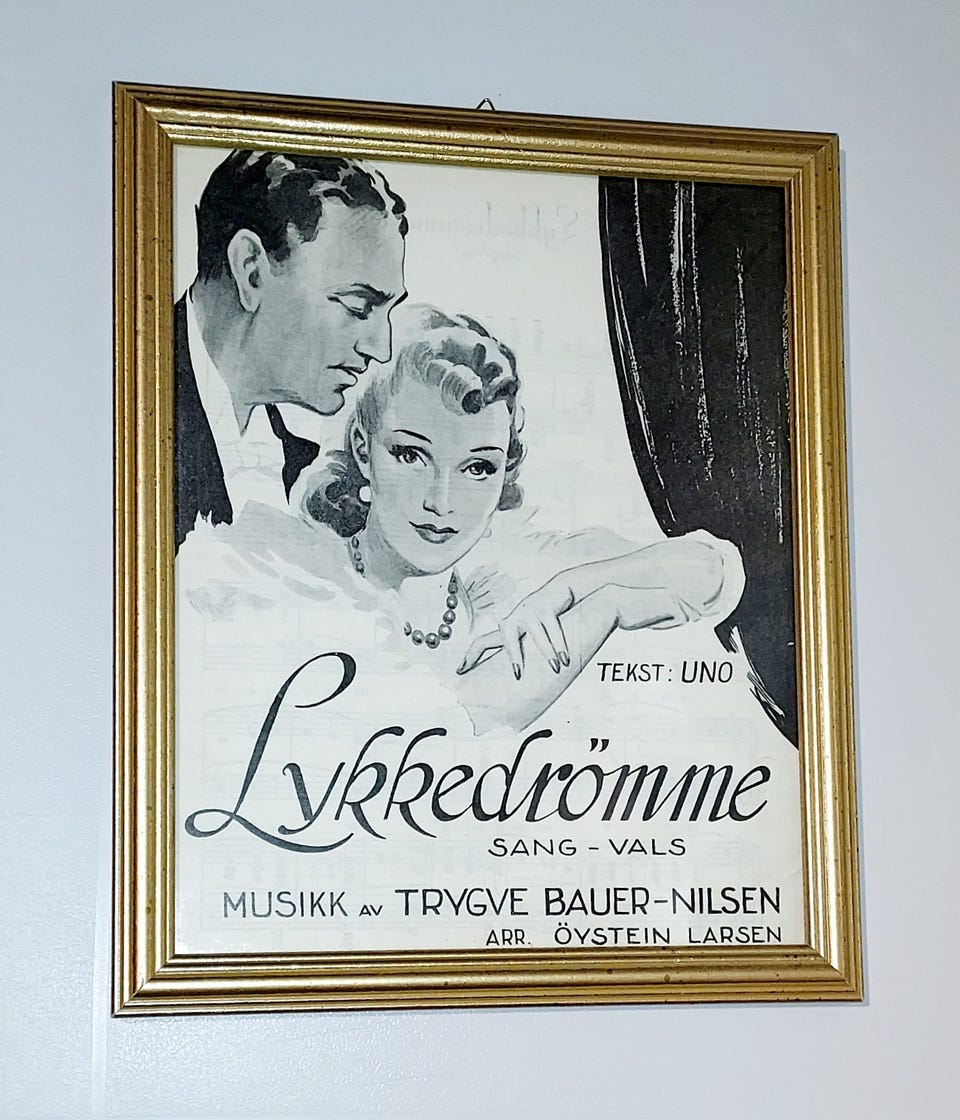 TEKST: UNO
Lykkedrömme
SANG - VALS
MUSIKK AV TRYGVE BAUER-NILSEN
ARR. ÖYSTEIN LARSEN